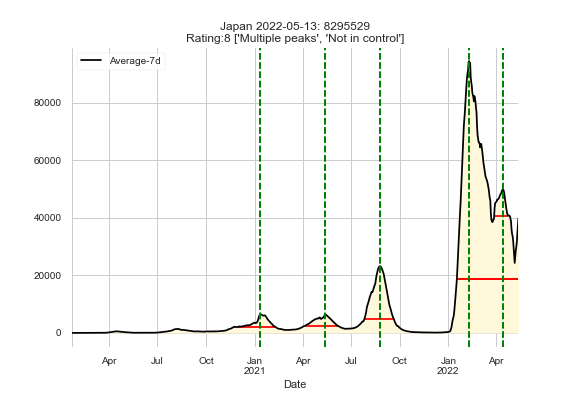 Japan 2022-05-13: 8295529
Rating:8 ['Multiple peaks', 'Not in control']
Average-7d
80000
60000
40000
20000
0
Apr
Jul
Oct
Jan
2021
Apr
Jul
Oct
Jan
2022
Apr
Date